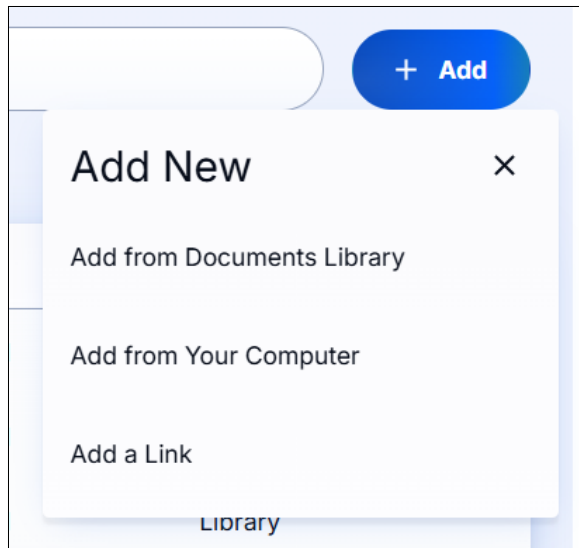 + Add
Add New
Add from Documents Library
Add from Your Computer
Add a Link
Library